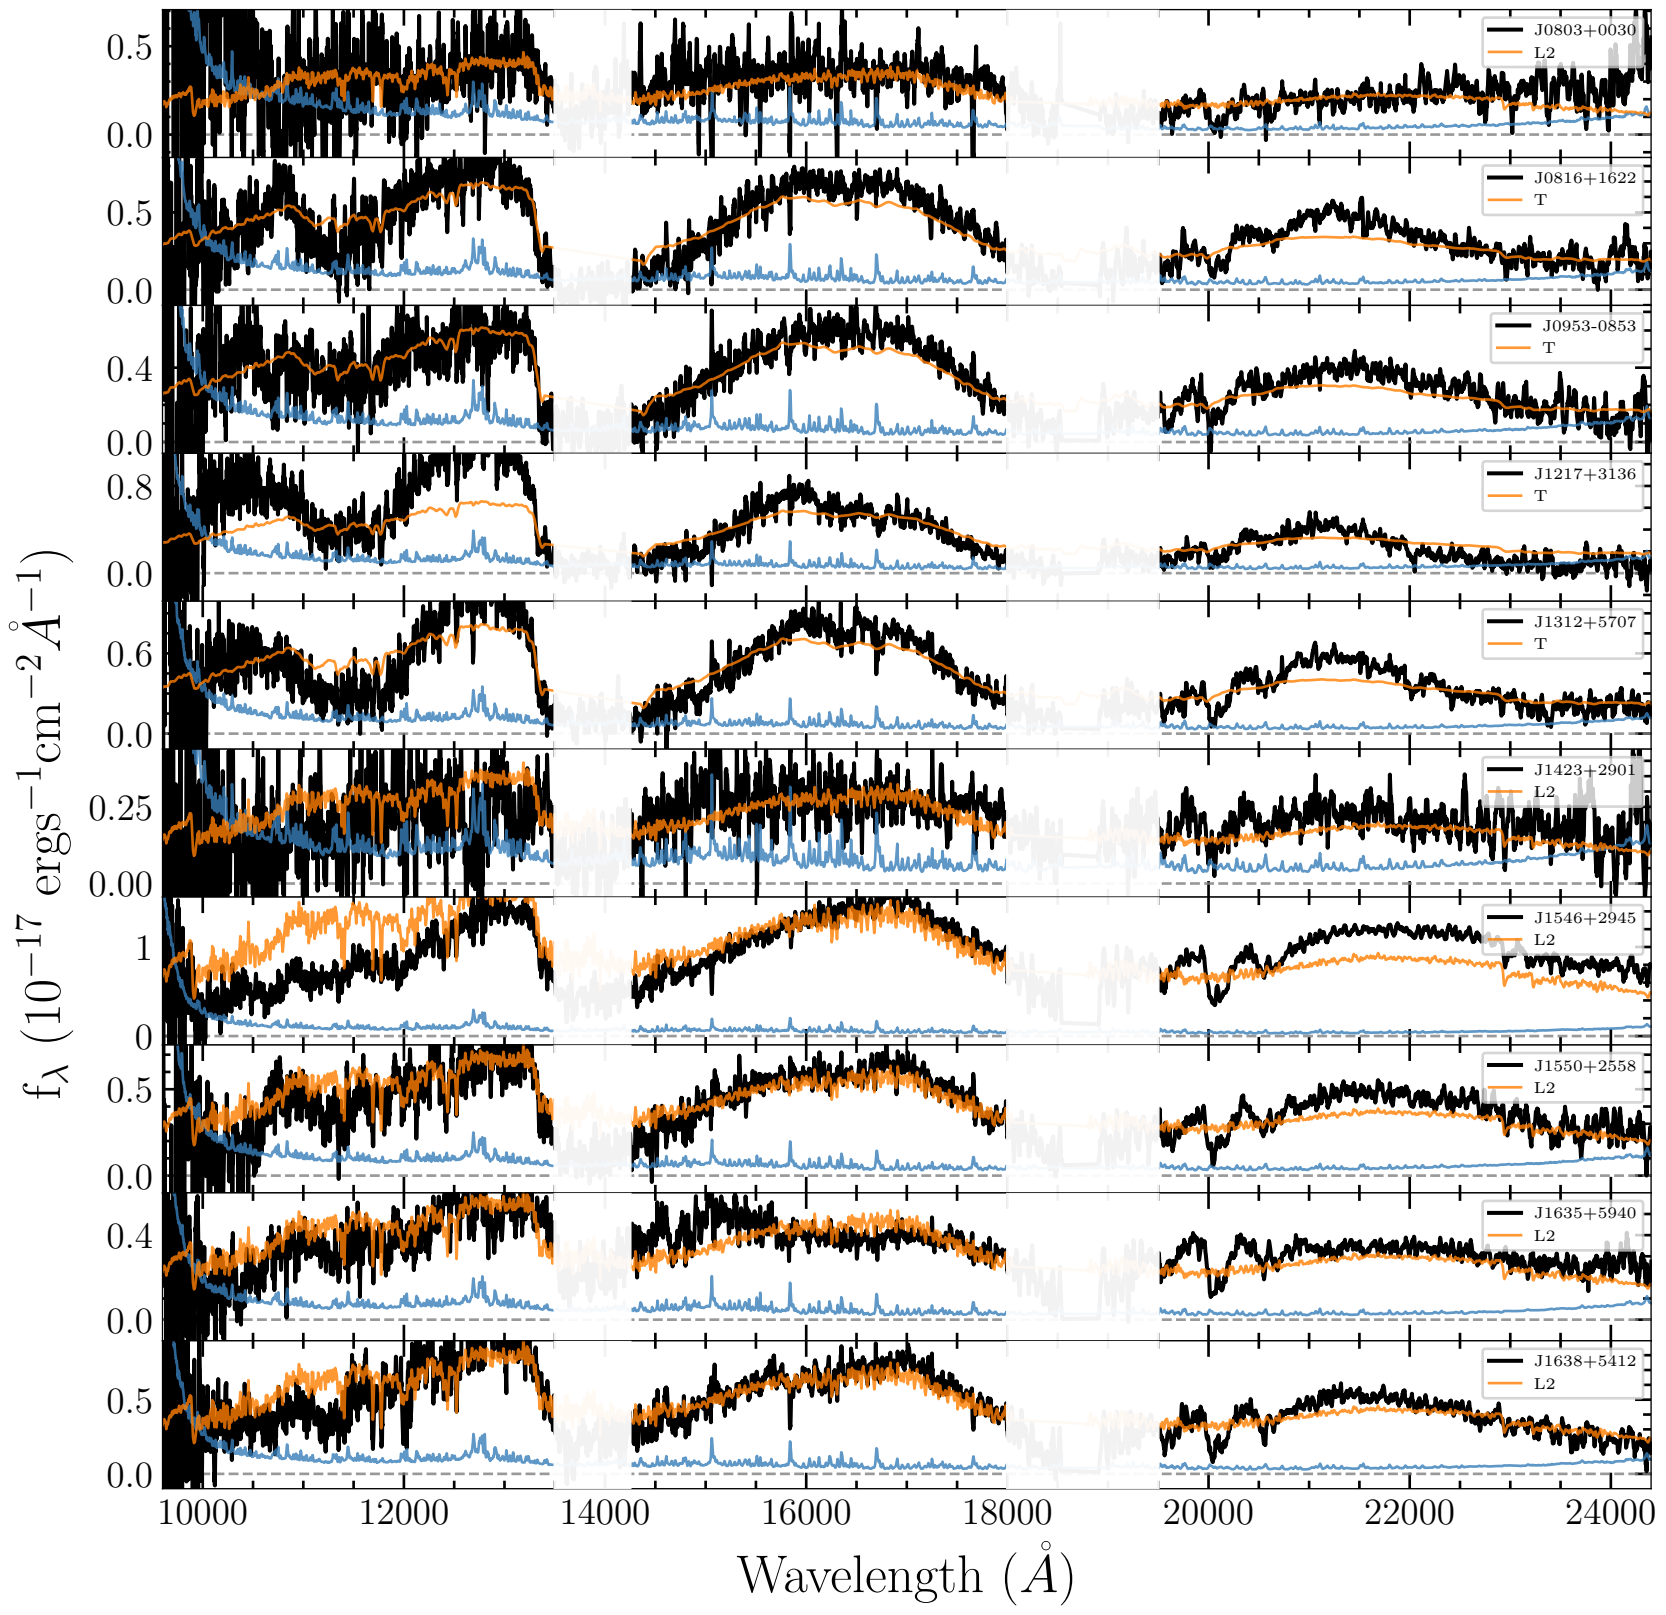 f_λ (10^−17 ergs^−1cm^−2 Å^−1)
0.5
0.0
J0803+0030
L2
0.5
0.0
J0816+1622
T
0.4
0.0
J0953-0853
T
0.8
0.0
J1217+3136
T
0.6
0.0
J1312+5707
T
0.25
0.00
J1423+2901
L2
1
0
J1546+2945
L2
0.5
0.0
J1550+2558
L2
0.4
0.0
J1635+5940
L2
0.5
0.0
J1638+5412
L2
10000 12000 14000 16000 18000 20000 22000 24000
Wavelength (Å)